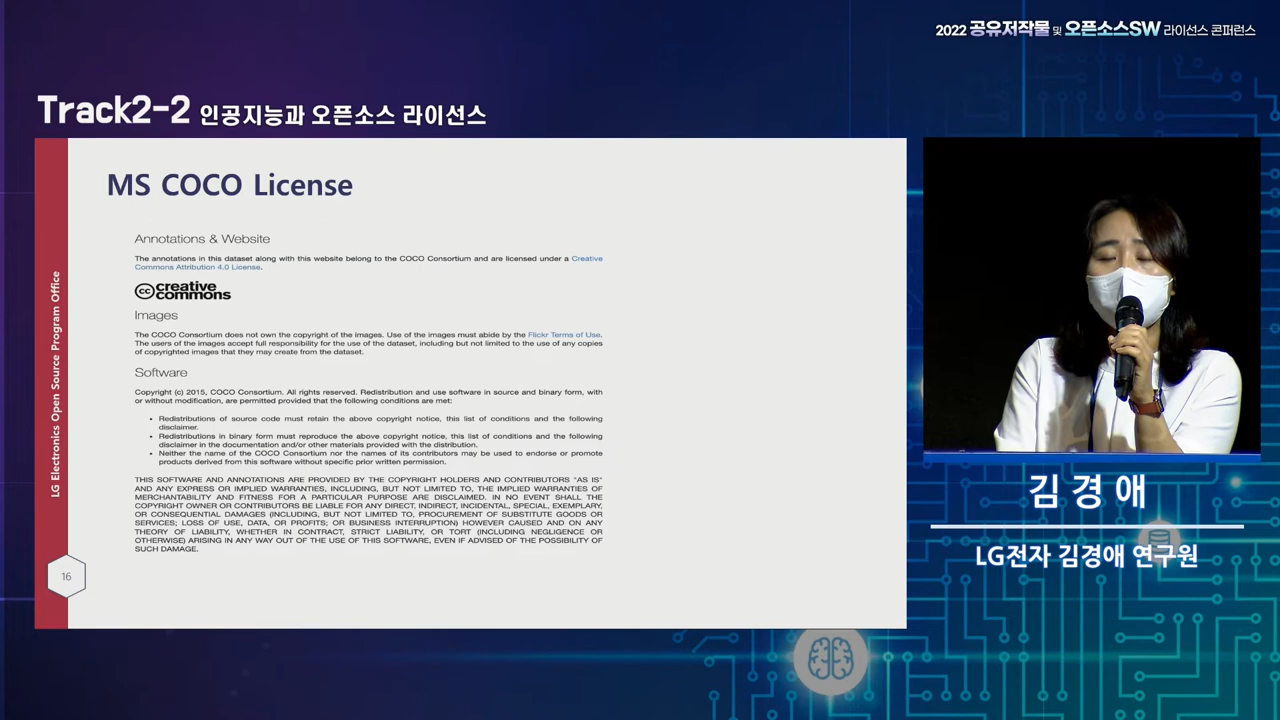 2022 공유저작물 및 오픈소스SW 라이선스 콘퍼런스
Track2-2 인공지능과 오픈소스 라이선스
LG Electronics Open Source Program Office
MS COCO License
Annotations & Website
The annotations in this dataset along with this website belong to the COCO Consortium and are licensed under a Creative
Commons Attribution 4.0 License.
cc creative
commons
Images
The COCO Consortium does not own the copyright of the images. Use of the images must abide by the Flickr Terms of Use.
The users of the images accept full responsibility for the use of the dataset, including but not limited to the use of any copies
of copyrighted images that they may create from the dataset.
Software
Copyright (c) 2015, COCO Consortium. All rights reserved. Redistribution and use software in source and binary form, with
or without modification, are permitted provided that the following conditions are met:
• Redistributions of source code must retain the above copyright notice, this list of conditions and the following
disclaimer.
• Redistributions in binary form must reproduce the above copyright notice, this list of conditions and the following
disclaimer in the documentation and/or other materials provided with the distribution.
• Neither the name of the COCO Consortium nor the names of its contributors may be used to endorse or promote
products derived from this software without specific prior written permission.
THIS SOFTWARE AND ANNOTATIONS ARE PROVIDED BY THE COPYRIGHT HOLDERS AND CONTRIBUTORS "AS IS"
AND ANY EXPRESS OR IMPLIED WARRANTIES, INCLUDING, BUT NOT LIMITED TO, THE IMPLIED WARRANTIES OF
MERCHANTABILITY AND FITNESS FOR A PARTICULAR PURPOSE ARE DISCLAIMED. IN NO EVENT SHALL THE
COPYRIGHT OWNER OR CONTRIBUTORS BE LIABLE FOR ANY DIRECT, INDIRECT, INCIDENTAL, SPECIAL, EXEMPLARY,
OR CONSEQUENTIAL DAMAGES (INCLUDING, BUT NOT LIMITED TO, PROCUREMENT OF SUBSTITUTE GOODS OR
SERVICES; LOSS OF USE, DATA, OR PROFITS; OR BUSINESS INTERRUPTION) HOWEVER CAUSED AND ON ANY
THEORY OF LIABILITY, WHETHER IN CONTRACT, STRICT LIABILITY, OR TORT (INCLUDING NEGLIGENCE OR
OTHERWISE) ARISING IN ANY WAY OUT OF THE USE OF THIS SOFTWARE, EVEN IF ADVISED OF THE POSSIBILITY OF
SUCH DAMAGE.
16
김경애
LG전자 김경애 연구원